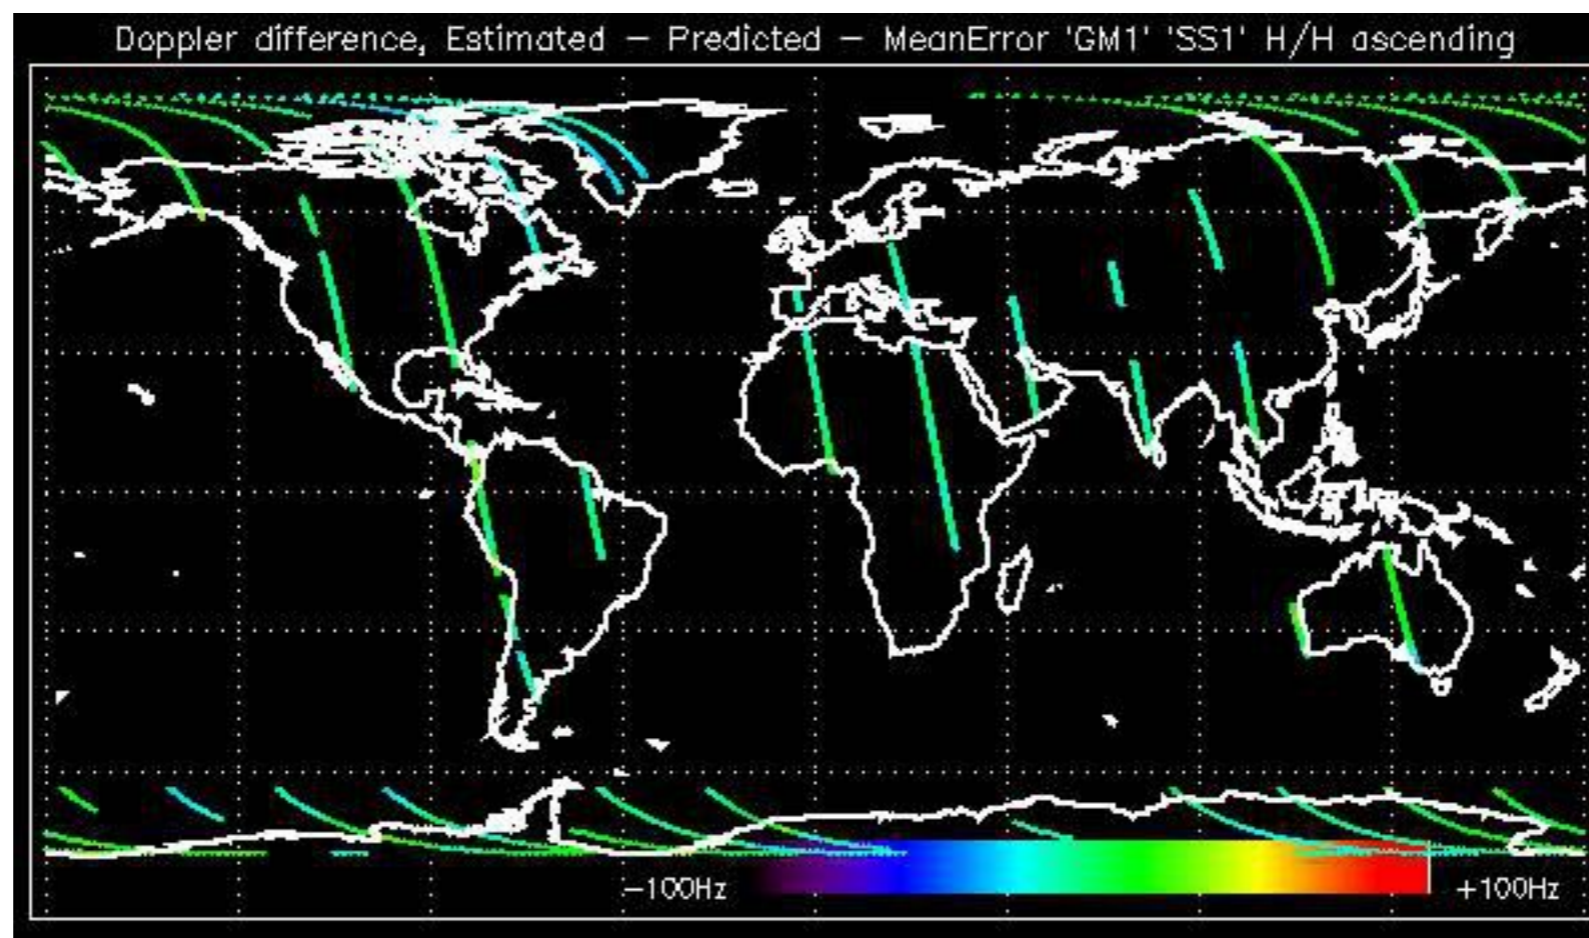 Doppler difference, Estimated − Predicted − MeanError 'GM1' 'SS1' H/H ascending
−100Hz
+100Hz